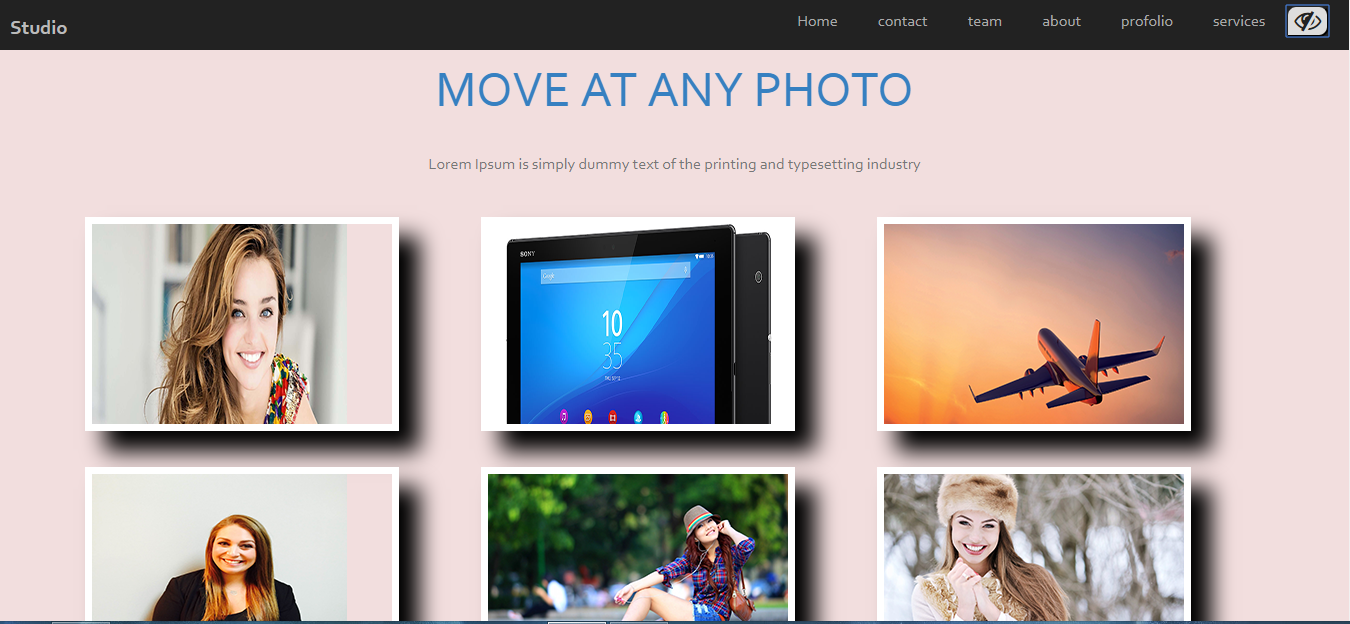 Studio
Home contact team about profolio services
MOVE AT ANY PHOTO
Lorem Ipsum is simply dummy text of the printing and typesetting industry
SONY
Google
10
35